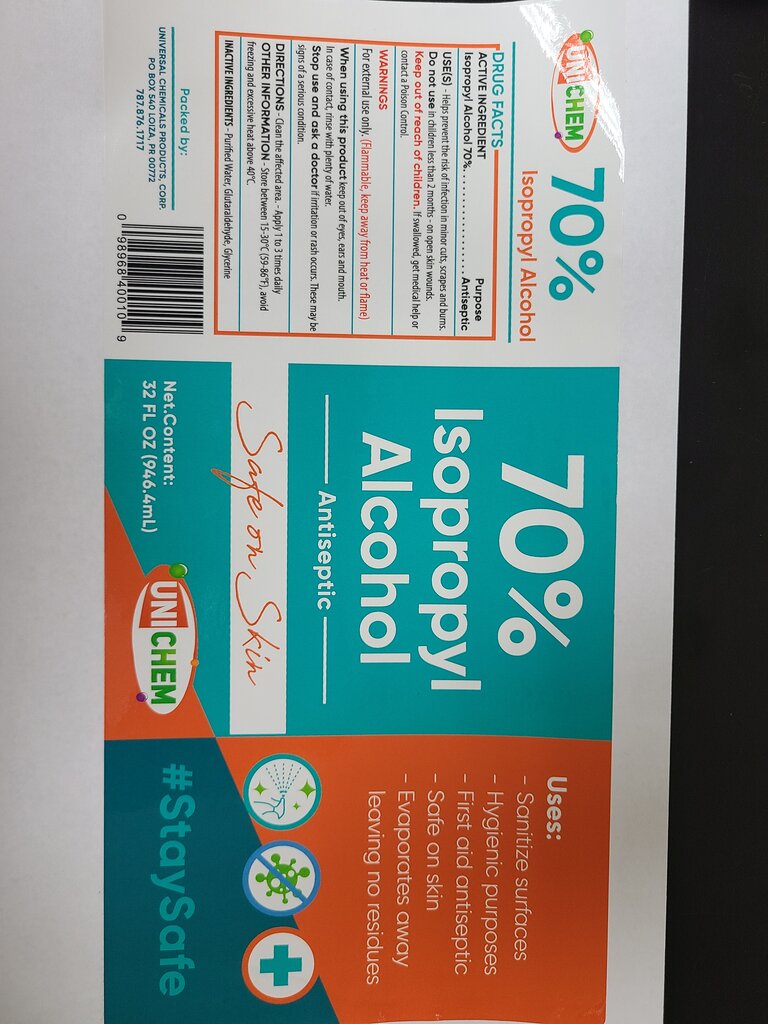 UNICHEM
70%
Isopropyl Alcohol
DRUG FACTS
ACTIVE INGREDIENT Purpose
Isopropyl Alcohol 70%..................... Antiseptic
USE(S) - Helps prevent the risk of infection in minor cuts, scrapes and burns.
Do not use in children less than 2 months - on open skin wounds.
Keep out of reach of children. If swallowed, get medical help or
contact a Poison Control.
WARNINGS
For external use only. (Flammable, keep away from heat or flame)
When using this product keep out of eyes, ears and mouth.
In case of contact, rinse with plenty of water.
Stop use and ask a doctor if irritation or rash occurs. These may be
signs of a serious condition.
DIRECTIONS - Clean the affected area. - Apply 1 to 3 times daily
OTHER INFORMATION - Store between 15-30°C (59-86°F), avoid
freezing and excessive heat above 40°C.
INACTIVE INGREDIENTS - Purified Water, Glutaraldehyde, Glycerine
Packed by:
UNIVERSAL CHEMICALS PRODUCTS, CORP.
PO BOX 540 LOIZA, PR 00772
787.876.1717
0 98968 40010 9
70%
Isopropyl
Alcohol
Antiseptic
Safe on Skin
Net.Content:
32 FL OZ (946.4mL)
UNICHEM
Uses:
- Sanitize surfaces
- Hygienic purposes
- First aid antiseptic
- Safe on skin
- Evaporates away
leaving no residues
#StaySafe